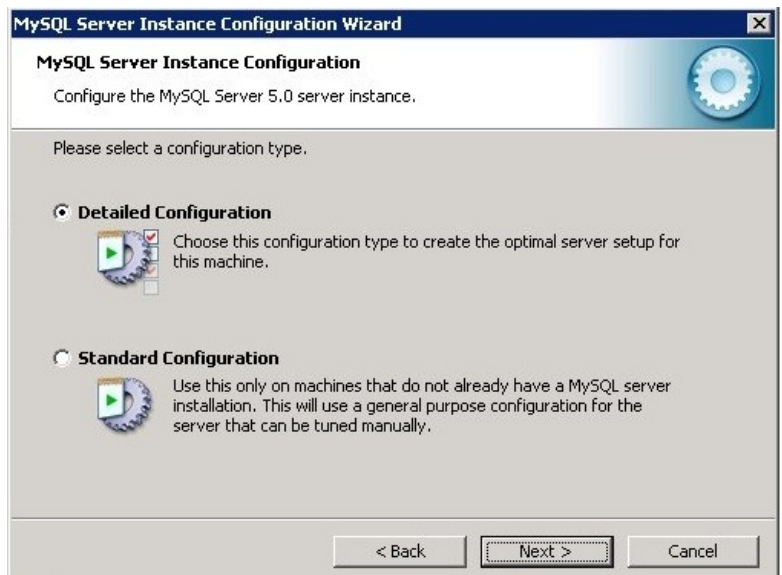 MySQL Server Instance Configuration Wizard
MySQL Server Instance Configuration
Configure the MySQL Server 5.0 server instance.
Please select a configuration type.
Detailed Configuration
Choose this configuration type to create the optimal server setup for
this machine.
Standard Configuration
Use this only on machines that do not already have a MySQL server
installation. This will use a general purpose configuration for the
server that can be tuned manually.
< Back
Next >
Cancel